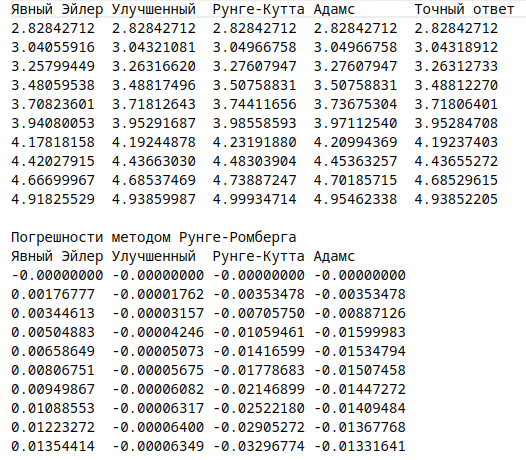 Явный Эйлер Улучшенный Рунге-Кутта Адамс Точный ответ
2.82842712 2.82842712 2.82842712 2.82842712 2.82842712
3.04055916 3.04321081 3.04966758 3.04966758 3.04318912
3.25799449 3.26316620 3.27607947 3.27607947 3.26312733
3.48059538 3.48817496 3.50758831 3.50758831 3.48812270
3.70823601 3.71812643 3.74411656 3.73675304 3.71806401
3.94080053 3.95291687 3.98558593 3.97112540 3.95284708
4.17818158 4.19244878 4.23191880 4.20994369 4.19237403
4.42027915 4.43663030 4.48303904 4.45363257 4.43655272
4.66699967 4.68537469 4.73887247 4.70185715 4.68529615
4.91825529 4.93859987 4.99934714 4.95462338 4.93852205
Погрешности методом Рунге-Ромберга
Явный Эйлер Улучшенный Рунге-Кутта Адамс
-0.00000000 -0.00000000 -0.00000000 -0.00000000
0.00176777 -0.00001762 -0.00353478 -0.00353478
0.00344613 -0.00003157 -0.00705750 -0.00887126
0.00504883 -0.00004246 -0.01059461 -0.01599983
0.00658649 -0.00005073 -0.01416599 -0.01534794
0.00806751 -0.00005675 -0.01778683 -0.01507458
0.00949867 -0.00006082 -0.02146899 -0.01447272
0.01088553 -0.00006317 -0.02522180 -0.01409484
0.01223272 -0.00006400 -0.02905272 -0.01367768
0.01354414 -0.00006349 -0.03296774 -0.01331641